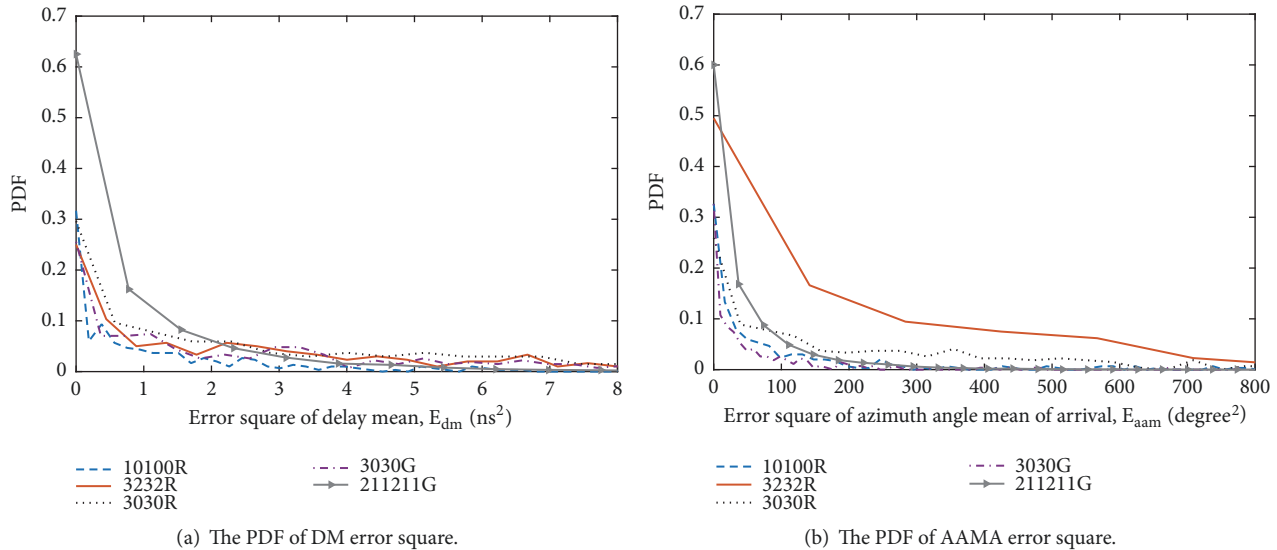 0.7
0.6
0.5
0.4
0.3
0.2
0.1
0
PDF
0 1 2 3 4 5 6 7 8
Error square of delay mean, E_dm (ns²)
10100R
3232R
3030R
3030G
211211G
(a) The PDF of DM error square.
0.7
0.6
0.5
0.4
0.3
0.2
0.1
0
PDF
0 100 200 300 400 500 600 700 800
Error square of azimuth angle mean of arrival, E_aam (degree²)
10100R
3232R
3030R
3030G
211211G
(b) The PDF of AAMA error square.